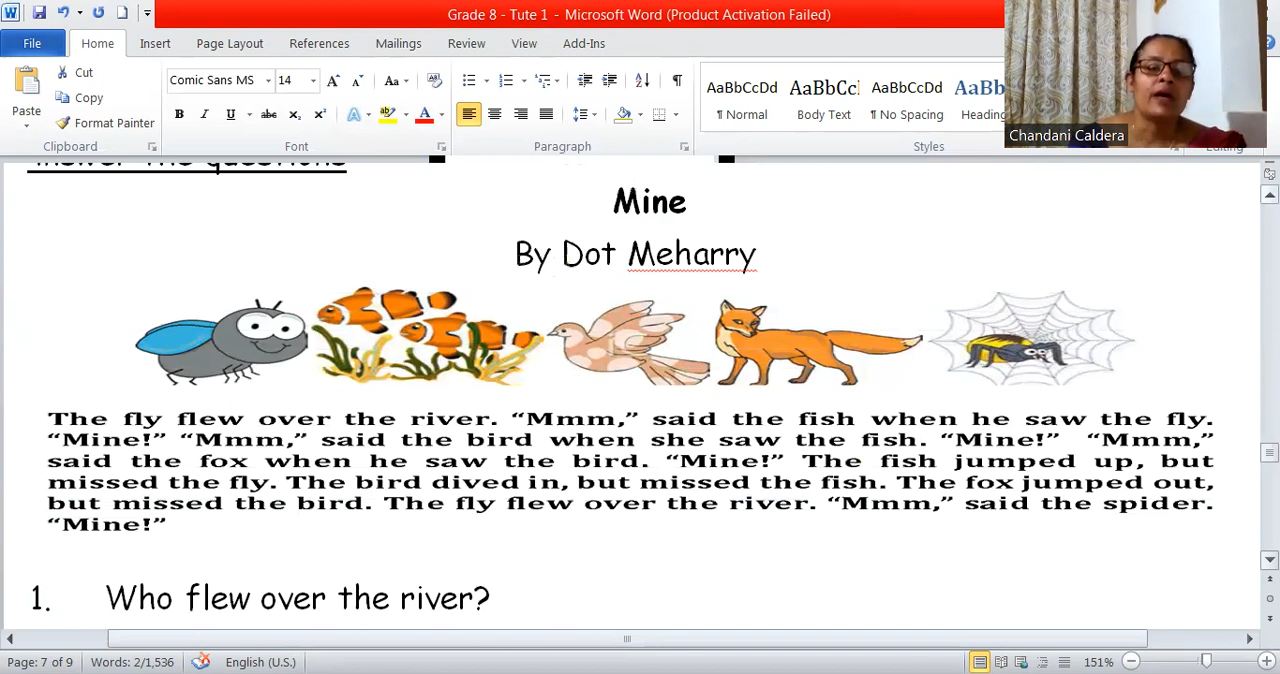 Grade 8 - Tute 1 - Microsoft Word (Product Activation Failed)
File Home Insert Page Layout References Mailings Review View Add-Ins
Paste
Cut
Copy
Format Painter
Clipboard
Comic Sans MS 14
Font
Paragraph
AaBbCcDd AaBbCcI AaBbCcDd AaBbC
¶ Normal Body Text ¶ No Spacing Heading
Styles
Editing
Chandani Caldera
Answer the questions
Mine
By Dot Meharry
The fly flew over the river. “Mmm,” said the fish when he saw the fly.
“Mine!” “Mmm,” said the bird when she saw the fish. “Mine!” “Mmm,”
said the fox when he saw the bird. “Mine!” The fish jumped up, but
missed the fly. The bird dived in, but missed the fish. The fox jumped out,
but missed the bird. The fly flew over the river. “Mmm,” said the spider.
“Mine!”
1. Who flew over the river?
Page: 7 of 9 Words: 2/1,536 English (U.S.) 151%